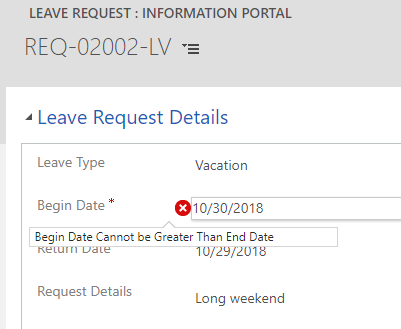 LEAVE REQUEST : INFORMATION PORTAL
REQ-02002-LV
Leave Request Details
Leave Type Vacation
Begin Date * 10/30/2018
Begin Date Cannot be Greater Than End Date
Return Date 10/29/2018
Request Details Long weekend